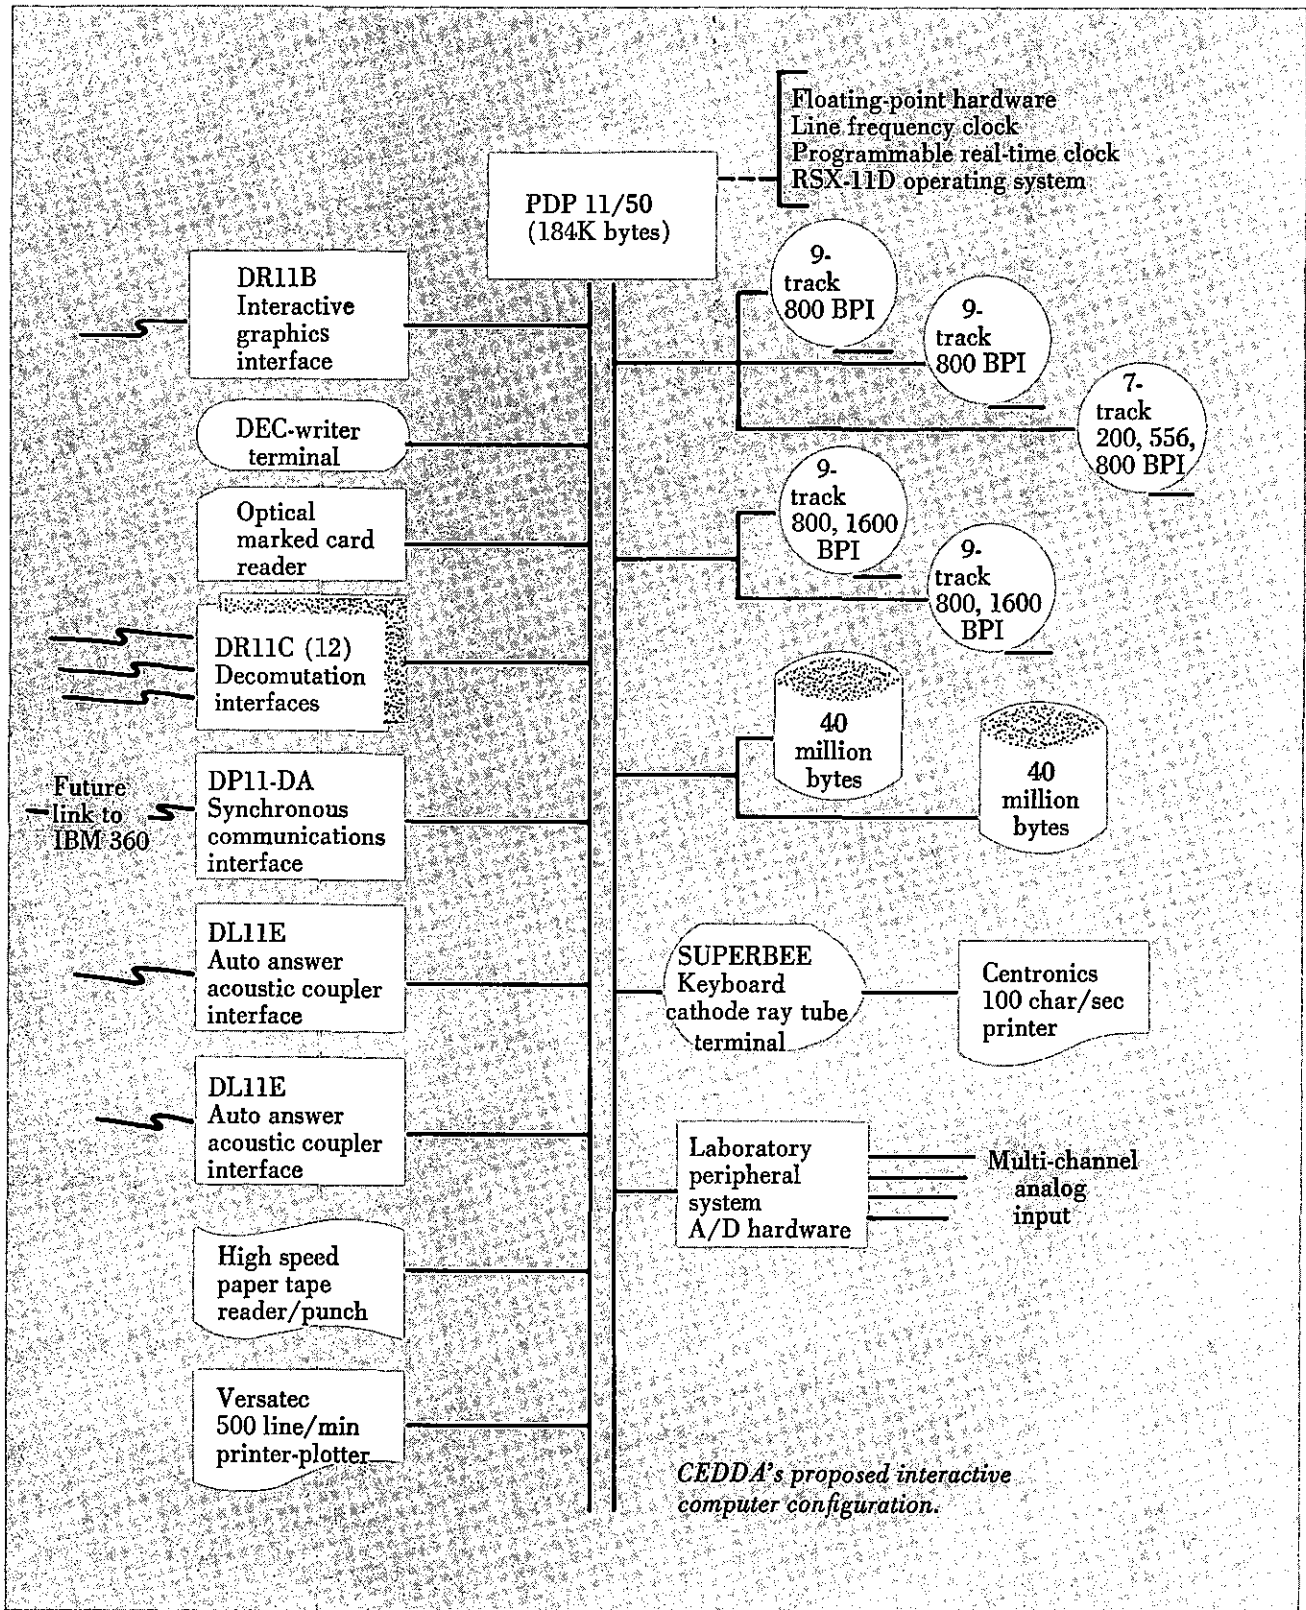 Floating-point hardware
Line frequency clock
Programmable real-time clock
RSX-11D operating system
PDP 11/50
(184K bytes)
DR11B
Interactive
graphics
interface
DEC-writer
terminal
Optical
marked card
reader
DR11C (12)
Decomutation
interfaces
Future
link to
IBM 360
DP11-DA
Synchronous
communications
interface
DL11E
Auto answer
acoustic coupler
interface
DL11E
Auto answer
acoustic coupler
interface
High speed
paper tape
reader/punch
Versatec
500 line/min
printer-plotter
9-
track
800 BPI
9-
track
800 BPI
7-
track
200, 556,
800 BPI
9-
track
800, 1600
BPI
9-
track
800, 1600
BPI
40
million
bytes
40
million
bytes
SUPERBEE
Keyboard
cathode ray tube
terminal
Centronics
100 char/sec
printer
Laboratory
peripheral
system
A/D hardware
Multi-channel
analog
input
CEDDA's proposed interactive
computer configuration.